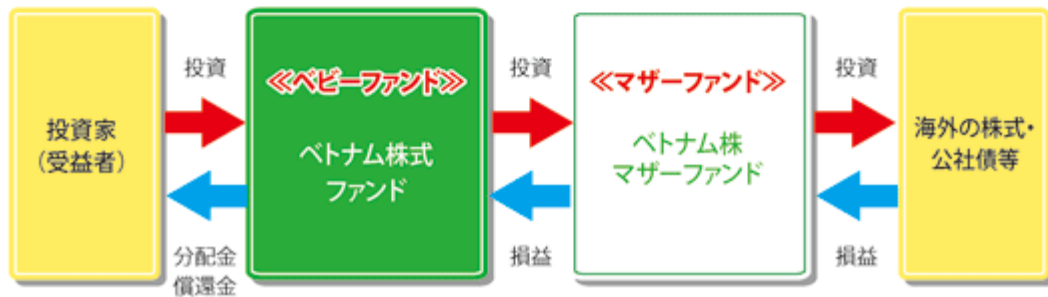 投資家
(受益者)
投資
分配金
償還金
≪ベビーファンド≫
ベトナム株式
ファンド
投資
損益
≪マザーファンド≫
ベトナム株
マザーファンド
投資
損益
海外の株式・
公社債等